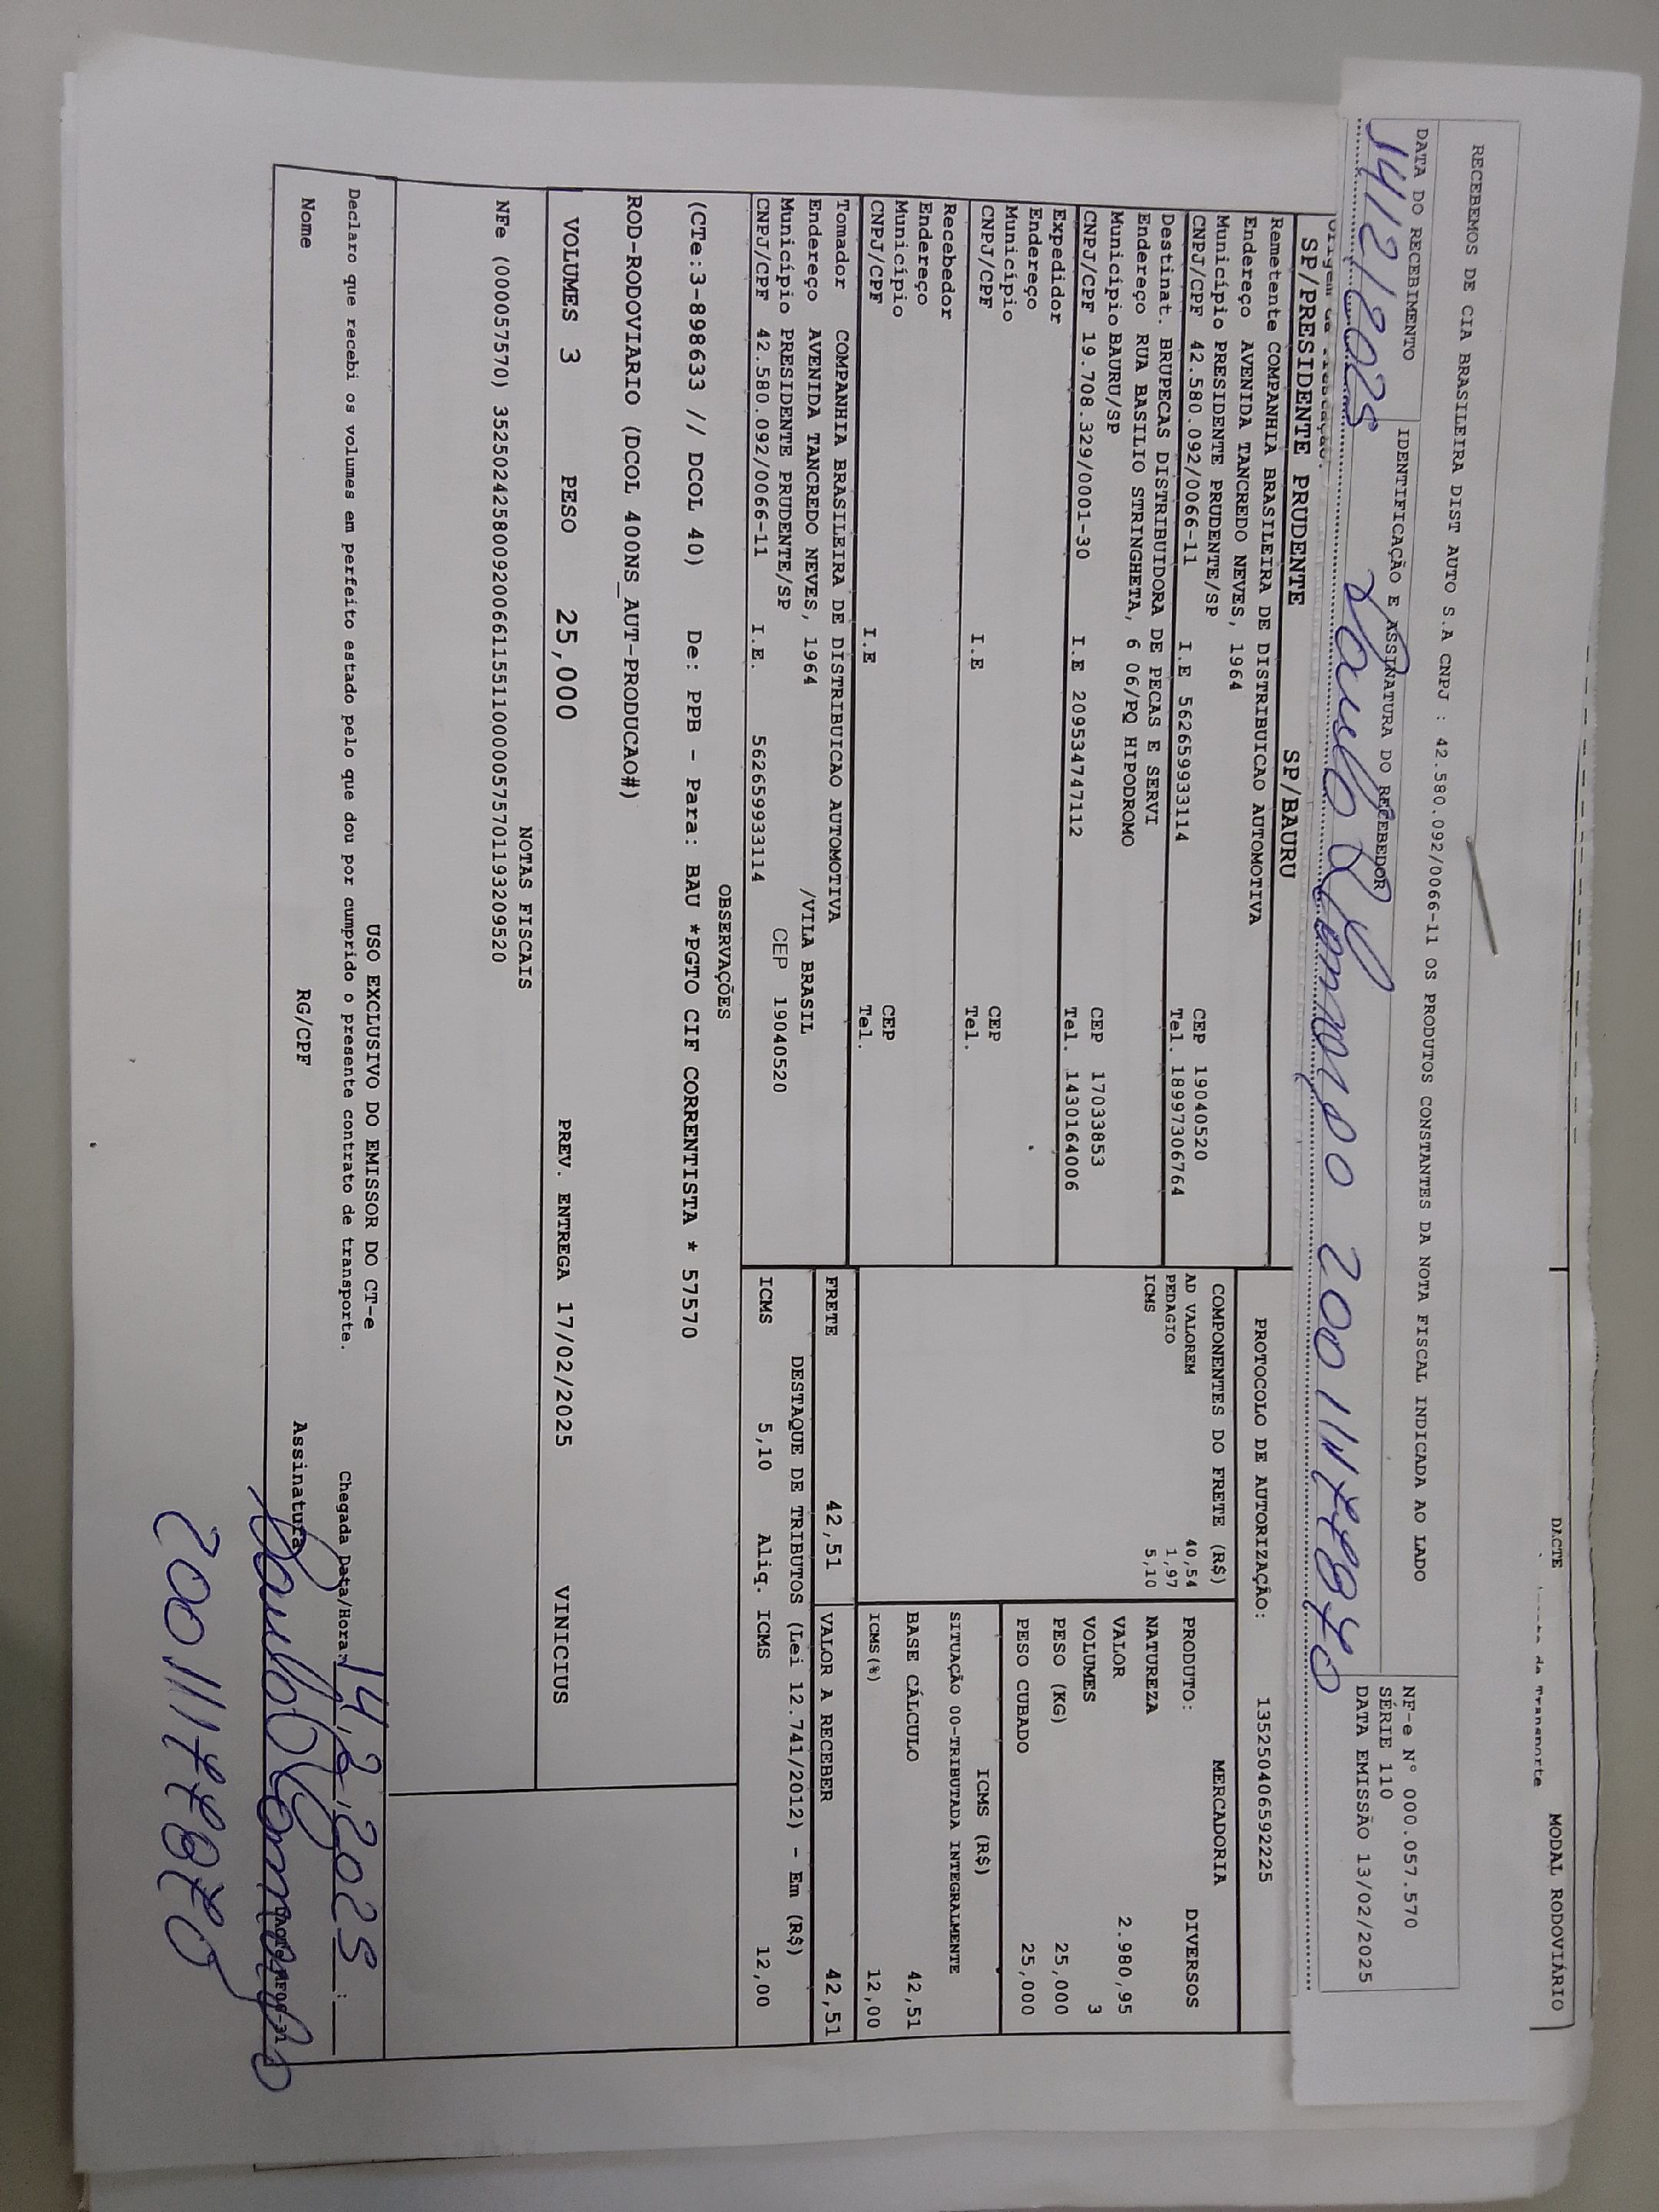 DACTE
de Transporte
MODAL RODOVIÁRIO
RECEBEMOS DE CIA BRASILEIRA DIST AUTO S.A CNPJ : 42.580.092/0066-11 OS PRODUTOS CONSTANTES DA NOTA FISCAL INDICADA AO LADO
NF-e N° 000.057.570
SÉRIE 110
DATA EMISSÃO 13/02/2025
DATA DO RECEBIMENTO
IDENTIFICAÇÃO E ASSINATURA DO RECEBEDOR
14/2/2025
SP/PRESIDENTE PRUDENTE SP/BAURU
PROTOCOLO DE AUTORIZAÇÃO: 135250406592225
Remetente COMPANHIA BRASILEIRA DE DISTRIBUICAO AUTOMOTIVA
Endereço AVENIDA TANCREDO NEVES, 1964
Município PRESIDENTE PRUDENTE/SP CEP 19040520
CNPJ/CPF 42.580.092/0066-11 I.E 562659933114 Tel. 18997306764
Destinat. BRUPECAS DISTRIBUIDORA DE PECAS E SERVI
Endereço RUA BASILIO STRINGHETA, 6 06/PQ HIPODROMO
Município BAURU/SP CEP 17033853
CNPJ/CPF 19.708.329/0001-30 I.E 209534747112 Tel. 1430164006
Expedidor
Endereço
Município CEP
CNPJ/CPF I.E Tel.
Recebedor
Endereço
Município CEP
CNPJ/CPF I.E Tel.
Tomador COMPANHIA BRASILEIRA DE DISTRIBUICAO AUTOMOTIVA
Endereço AVENIDA TANCREDO NEVES, 1964 /VILA BRASIL
Município PRESIDENTE PRUDENTE/SP CEP 19040520
CNPJ/CPF 42.580.092/0066-11 I.E. 562659933114
COMPONENTES DO FRETE (R$)
AD VALOREM 40,54
PEDAGIO 1,97
ICMS 5,10
MERCADORIA
PRODUTO: DIVERSOS
NATUREZA
VALOR 2.980,95
VOLUMES 3
PESO (KG) 25,000
PESO CUBADO 25,000
ICMS (R$)
SITUAÇÃO 00-TRIBUTADA INTEGRALMENTE
BASE CÁLCULO 42,51
ICMS(%) 12,00
FRETE 42,51
VALOR A RECEBER 42,51
DESTAQUE DE TRIBUTOS (Lei 12.741/2012) - Em (R$)
ICMS 5,10 Aliq. ICMS 12,00
OBSERVAÇÕES
(CTe:3-898633 // DCOL 40) De: PPB - Para: BAU *PGTO CIF CORRENTISTA * 57570
ROD-RODOVIARIO (DCOL 400NS_AUT-PRODUCAO#)
VOLUMES 3 PESO 25,000 PREV. ENTREGA 17/02/2025 VINICIUS
NOTAS FISCAIS
NFe (000057570) 35250242580092006611551100000575701193209520
USO EXCLUSIVO DO EMISSOR DO CT-e
Declaro que recebi os volumes em perfeito estado pelo que dou por cumprido o presente contrato de transporte.
Chegada Data/Hora: 14/2/2025 :
Nome RG/CPF Assinatura